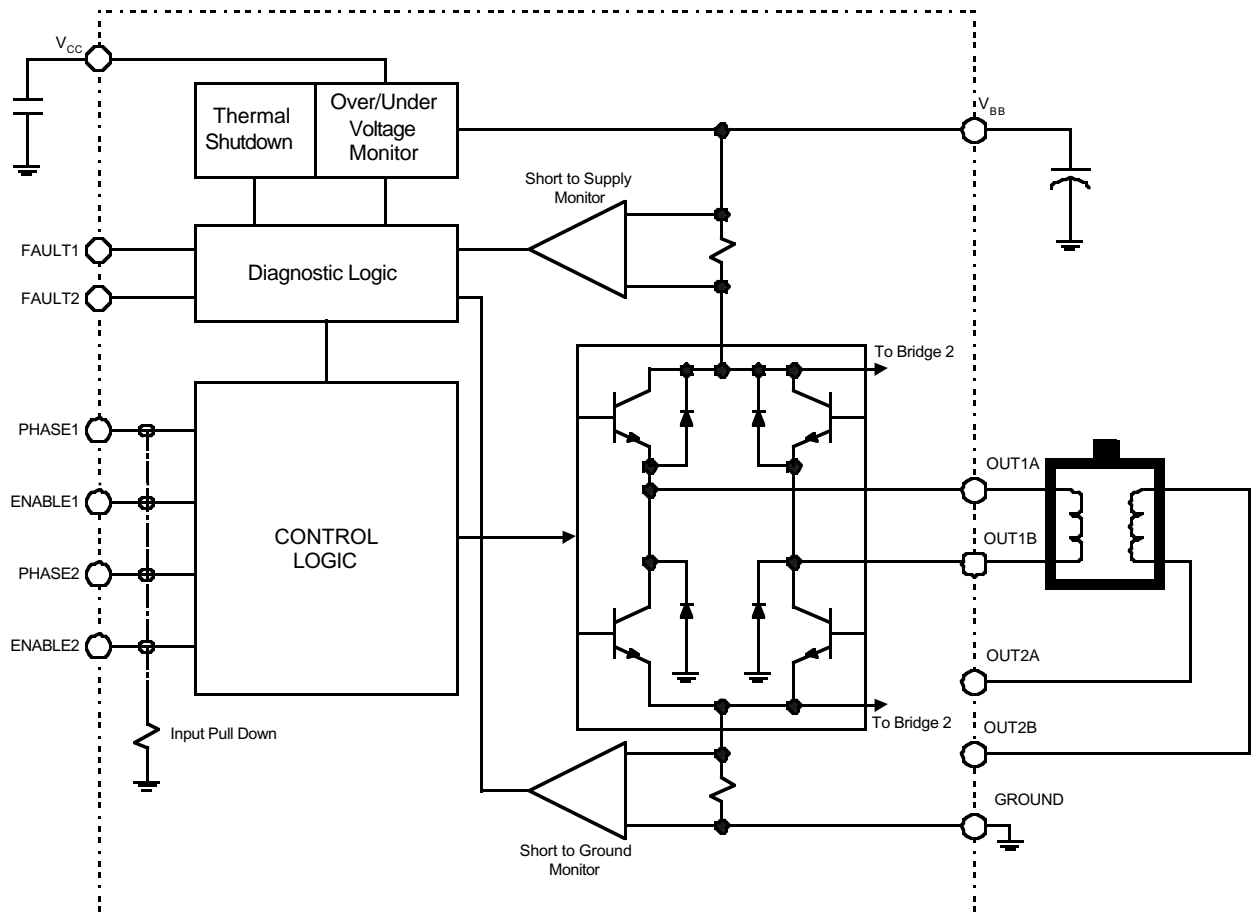 VCC
Thermal
Shutdown
Over/Under
Voltage
Monitor
VBB
Short to Supply
Monitor
FAULT1
FAULT2
Diagnostic Logic
To Bridge 2
PHASE1
ENABLE1
PHASE2
ENABLE2
CONTROL
LOGIC
OUT1A
OUT1B
OUT2A
OUT2B
To Bridge 2
Input Pull Down
GROUND
Short to Ground
Monitor